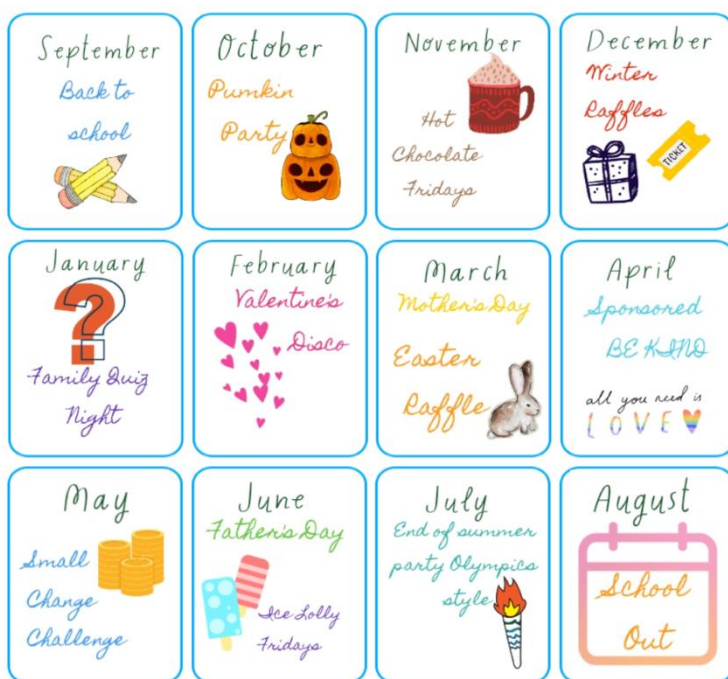 September
Back to
school
October
Pumkin
Party
November
Hot
Chocolate
Fridays
December
Winter
Raffles
TICKET
January
?
Family Quiz
Night
February
Valentine's
Disco
March
Mother's Day
Easter
Raffle
April
Sponsored
BE KIND
all you need is
LOVE
May
Small
Change
Challenge
June
Father's Day
Ice Lolly
Fridays
July
End of summer
party Olympics
style
August
School
Out